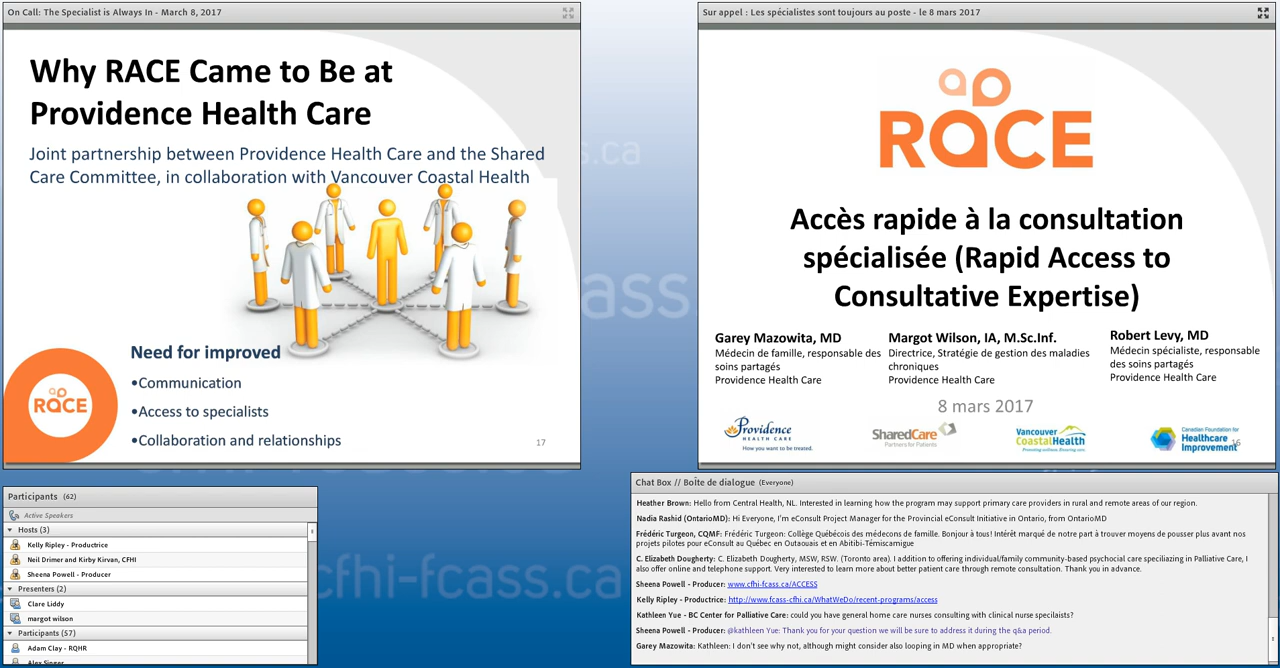 On Call: The Specialist is Always In - March 8, 2017
Why RACE Came to Be at
Providence Health Care
Joint partnership between Providence Health Care and the Shared
Care Committee, in collaboration with Vancouver Coastal Health
Need for improved
•Communication
•Access to specialists
•Collaboration and relationships
RACE
17
Sur appel : Les spécialistes sont toujours au poste - le 8 mars 2017
RACE
Accès rapide à la consultation
spécialisée (Rapid Access to
Consultative Expertise)
Garey Mazowita, MD
Médecin de famille, responsable des
soins partagés
Providence Health Care
Margot Wilson, IA, M.Sc.Inf.
Directrice, Stratégie de gestion des maladies
chroniques
Providence Health Care
Robert Levy, MD
Médecin spécialiste, responsable
des soins partagés
Providence Health Care
8 mars 2017
Providence
HEALTH CARE
How you want to be treated.
SharedCare
Partners for Patients
Vancouver
CoastalHealth
Promoting wellness. Ensuring care.
Canadian Foundation for
Healthcare
Improvement
16
s.ca
ass.
cfhi-fcass.ca
Participants (62)
Active Speakers
Hosts (3)
Kelly Ripley - Productrice
Neil Drimer and Kirby Kirvan, CFHI
Sheena Powell - Producer
Presenters (2)
Clare Liddy
margot wilson
Participants (57)
Adam Clay - RQHR
Alex Singer
Chat Box // Boîte de dialogue (Everyone)
Heather Brown: Hello from Central Health, NL. Interested in learning how the program may support primary care providers in rural and remote areas of our region.
Nadia Rashid (OntarioMD): Hi Everyone, I'm eConsult Project Manager for the Provincial eConsult Initiative in Ontario, from OntarioMD
Frédéric Turgeon, CQMF: Frédéric Turgeon: Collège Québécois des médecons de famille. Bonjour à tous! Intérêt marqué de notre part à trouver moyens de pousser plus avant nos
projets pilotes pour eConsult au Québec en Outaouais et en Abitibi-Témiscamigue
C. Elizabeth Dougherty: C. Elizabeth Dougherty, MSW, RSW. (Toronto area). I addition to offering individual/family community-based psychocial care speciliazing in Palliative Care, I
also offer online and telephone support. Very interested to learn more about better patient care through remote consultation. Thank you in advance.
Sheena Powell - Producer: www.cfhi-fcass.ca/ACCESS
Kelly Ripley - Productrice: http://www.fcass-cfhi.ca/WhatWeDo/recent-programs/access
Kathleen Yue - BC Center for Palliative Care: could you have general home care nurses consulting with clinical nurse specilaists?
Sheena Powell - Producer: @kathleen Yue: Thank you for your question we will be sure to address it during the q&a period.
Garey Mazowita: Kathleen: I don't see why not, although might consider also looping in MD when appropriate?